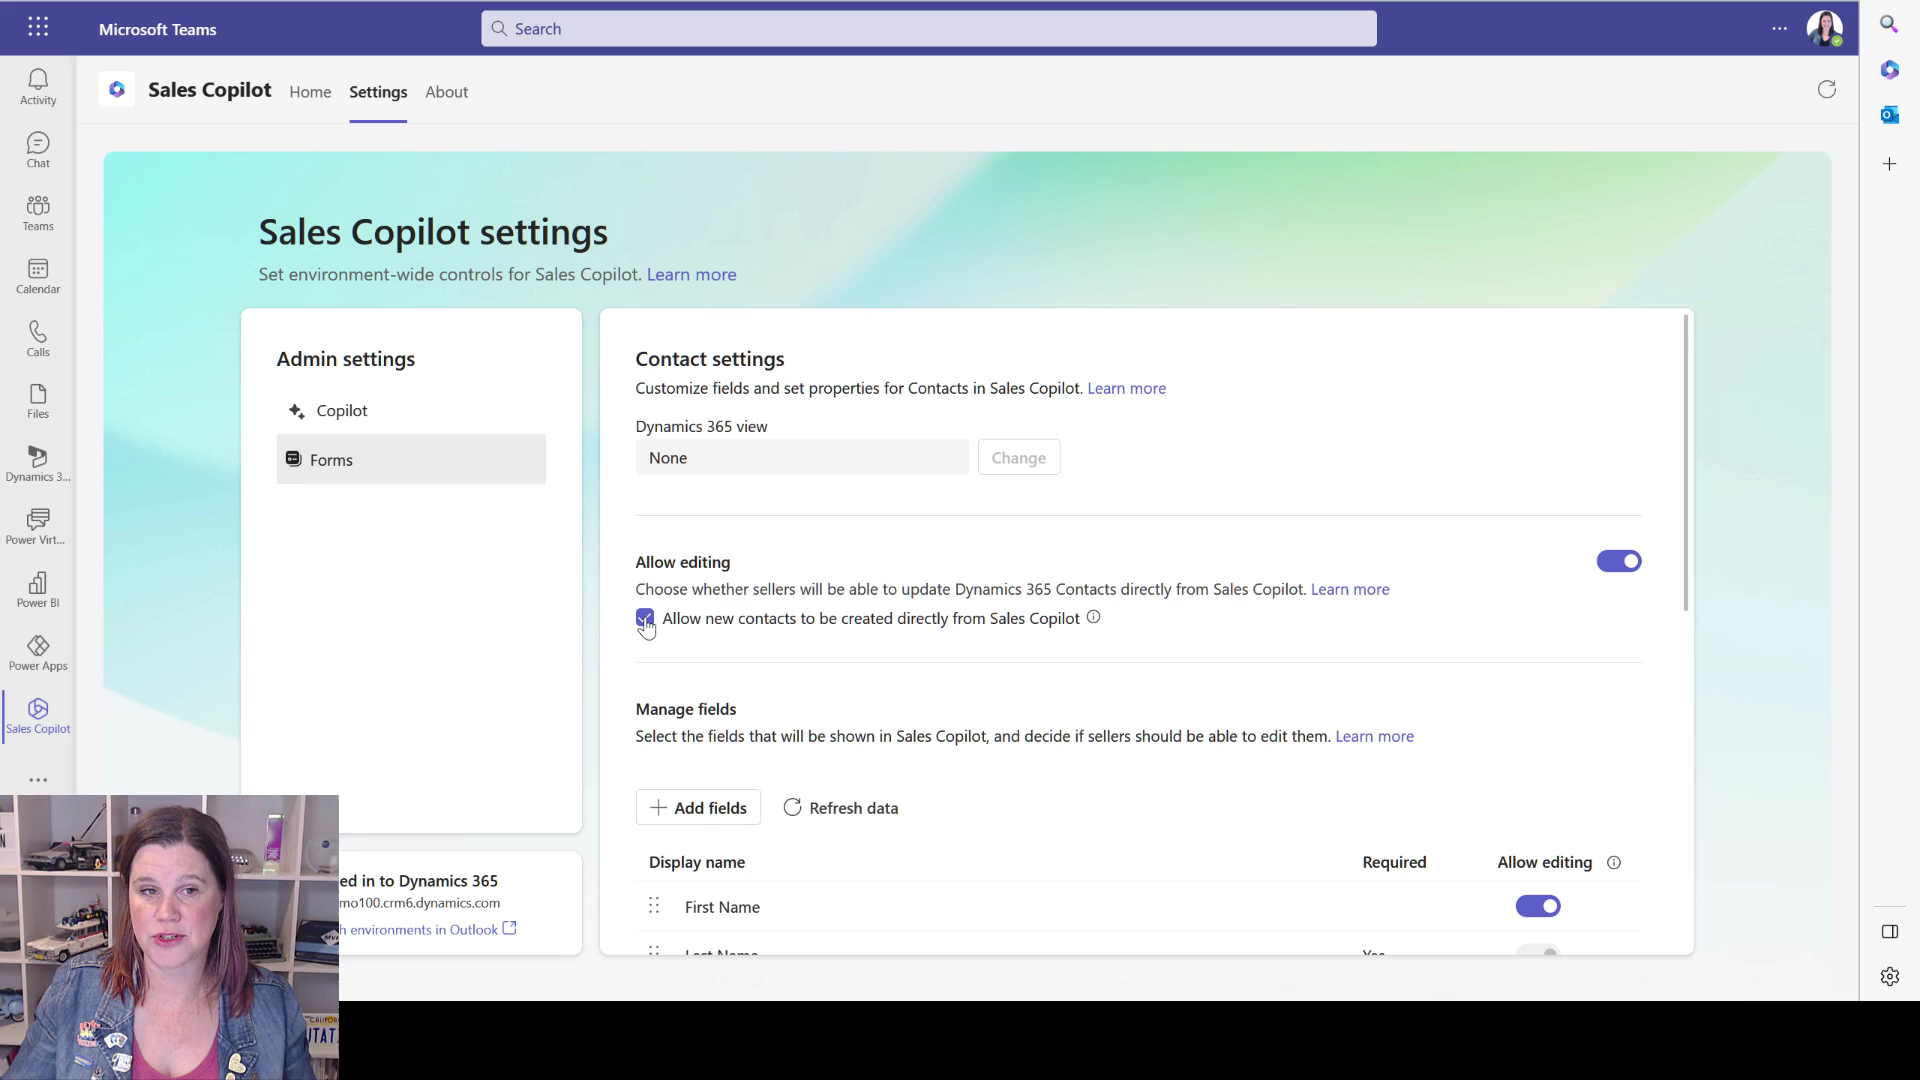 Microsoft Teams
Search
Activity
Chat
Teams
Calendar
Calls
Files
Dynamics 3...
Power Virt...
Power BI
Power Apps
Sales Copilot
Sales Copilot
Home
Settings
About
Sales Copilot settings
Set environment-wide controls for Sales Copilot. Learn more
Admin settings
Copilot
Forms
ed in to Dynamics 365
mo100.crm6.dynamics.com
h environments in Outlook
Contact settings
Customize fields and set properties for Contacts in Sales Copilot. Learn more
Dynamics 365 view
None
Change
Allow editing
Choose whether sellers will be able to update Dynamics 365 Contacts directly from Sales Copilot. Learn more
Allow new contacts to be created directly from Sales Copilot
Manage fields
Select the fields that will be shown in Sales Copilot, and decide if sellers should be able to edit them. Learn more
Add fields
Refresh data
Display name Required Allow editing
First Name
Last Name Yes